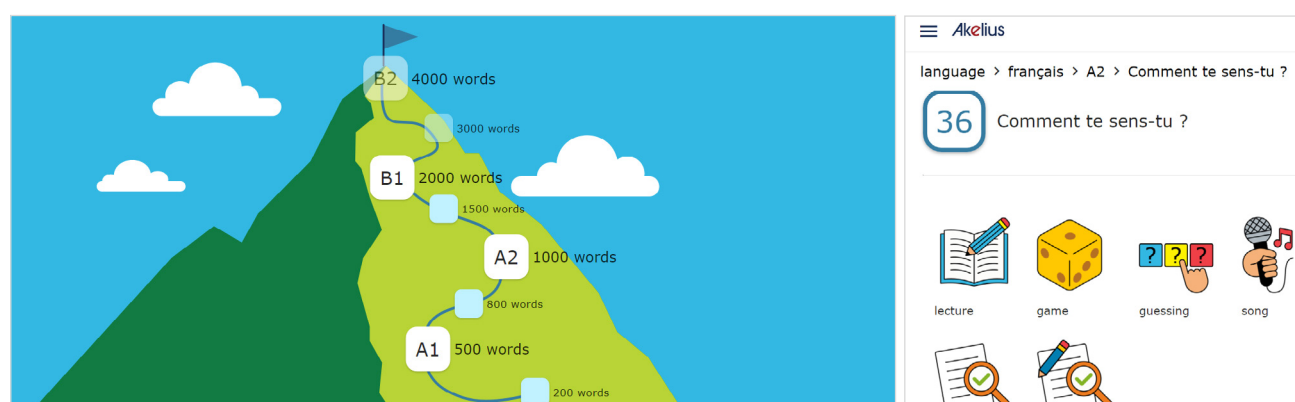 B2 4000 words
3000 words
B1 2000 words
1500 words
A2 1000 words
800 words
A1 500 words
200 words
Akelius
language > français > A2 > Comment te sens-tu ?
36 Comment te sens-tu ?
? ? ?
lecture game guessing song